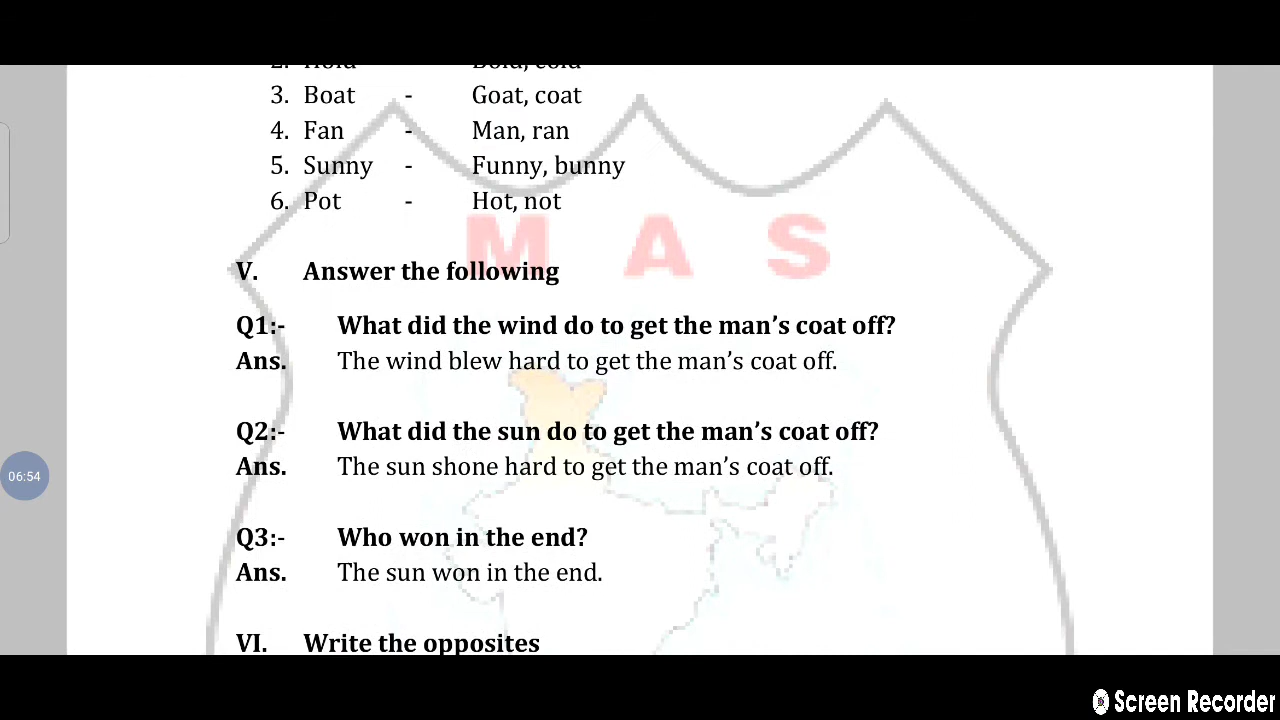 3. Boat - Goat, coat
4. Fan - Man, ran
5. Sunny - Funny, bunny
6. Pot - Hot, not
M A S
V. Answer the following
Q1:- What did the wind do to get the man’s coat off?
Ans. The wind blew hard to get the man’s coat off.
Q2:- What did the sun do to get the man’s coat off?
Ans. The sun shone hard to get the man’s coat off.
06:54
Q3:- Who won in the end?
Ans. The sun won in the end.
VI. Write the opposites
Screen Recorder